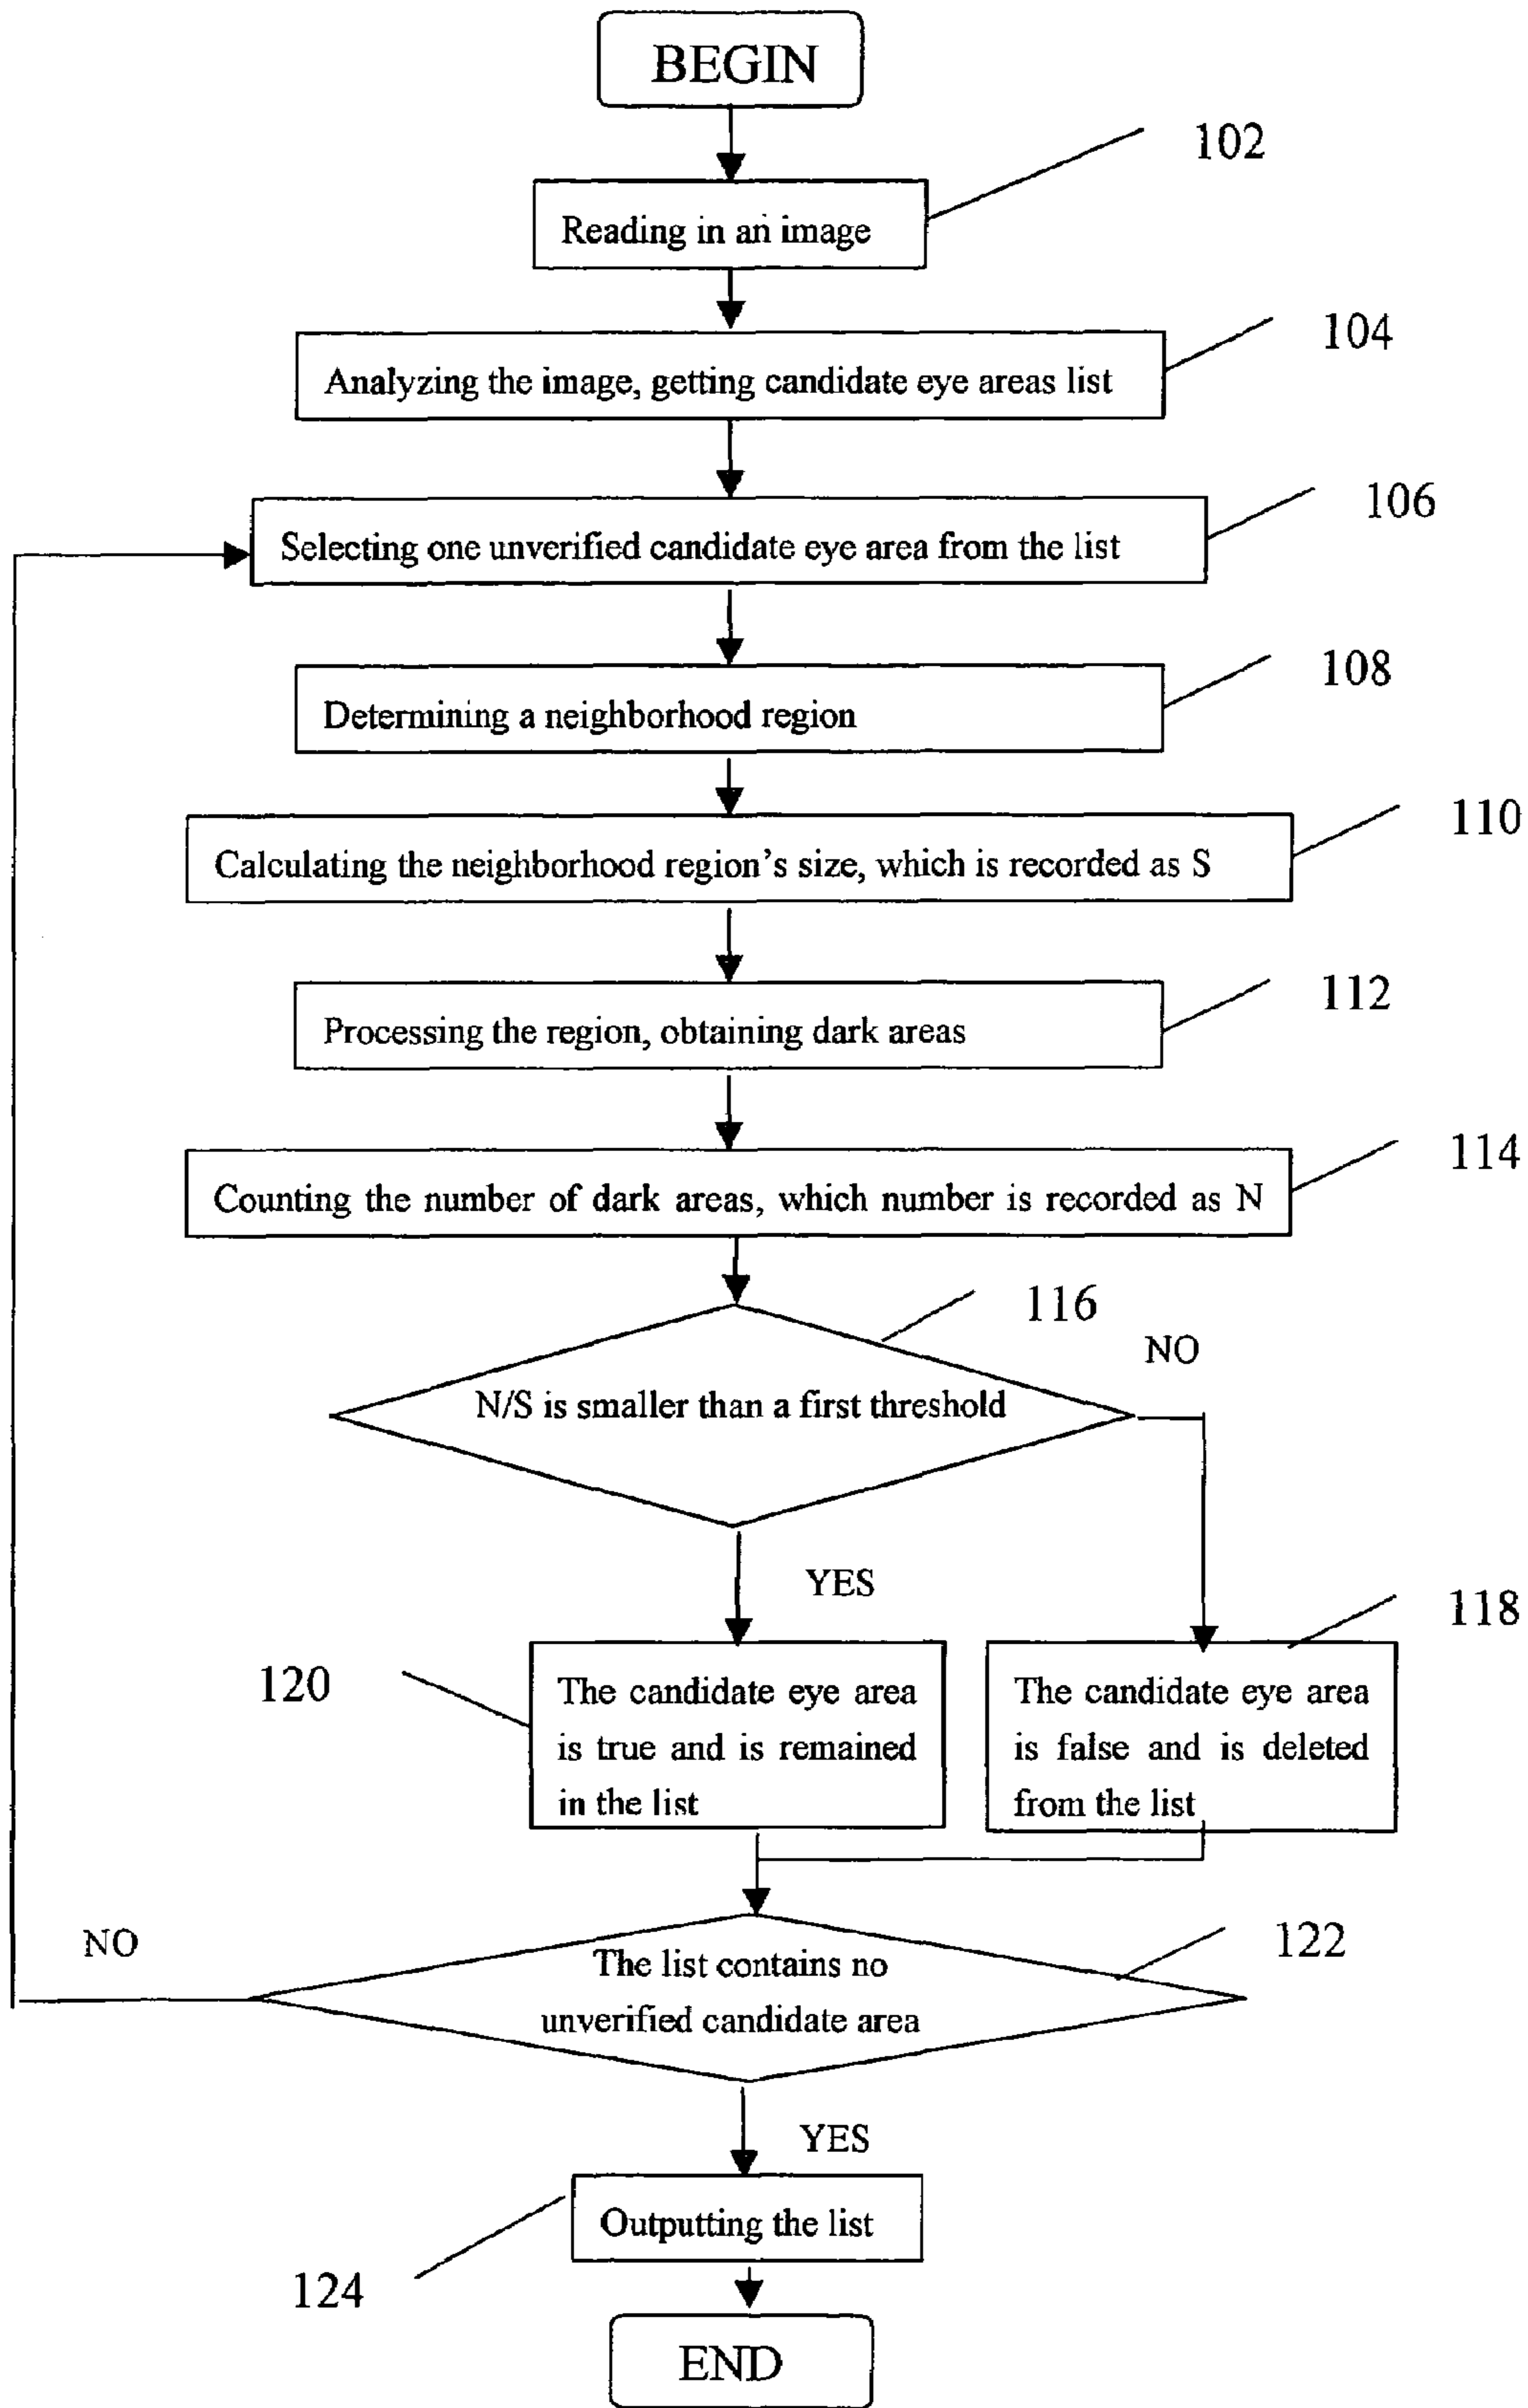 BEGIN
102
Reading in an image
104
Analyzing the image, getting candidate eye areas list
106
Selecting one unverified candidate eye area from the list
108
Determining a neighborhood region
110
Calculating the neighborhood region's size, which is recorded as S
112
Processing the region, obtaining dark areas
114
Counting the number of dark areas, which number is recorded as N
116
NO
N/S is smaller than a first threshold
YES
118
120
The candidate eye area
is true and is remained
in the list
The candidate eye area
is false and is deleted
from the list
NO
122
The list contains no
unverified candidate area
YES
Outputting the list
124
END